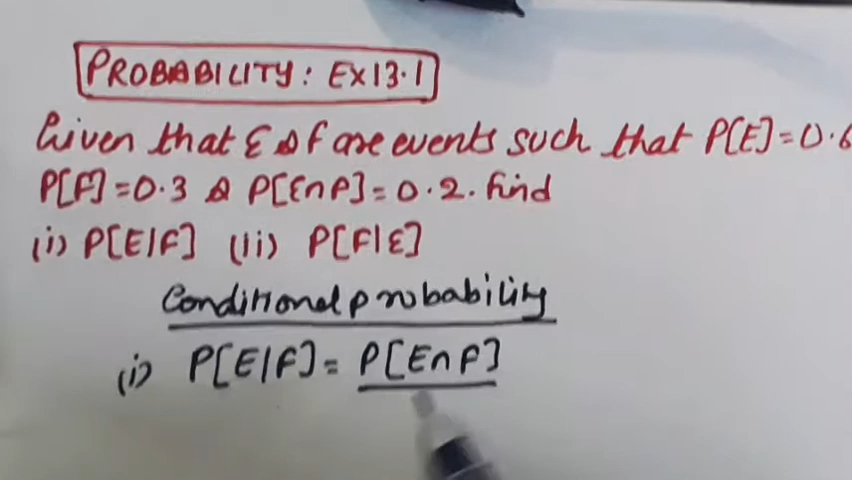 PROBABILITY: EX13.1
Given that E & F are events such that P[E]=0.6
P[F]=0.3 & P[E∩F]=0.2. find
(i) P[E|F] (ii) P[F|E]
Conditional probability
(i) P[E|F]= P[E∩F]